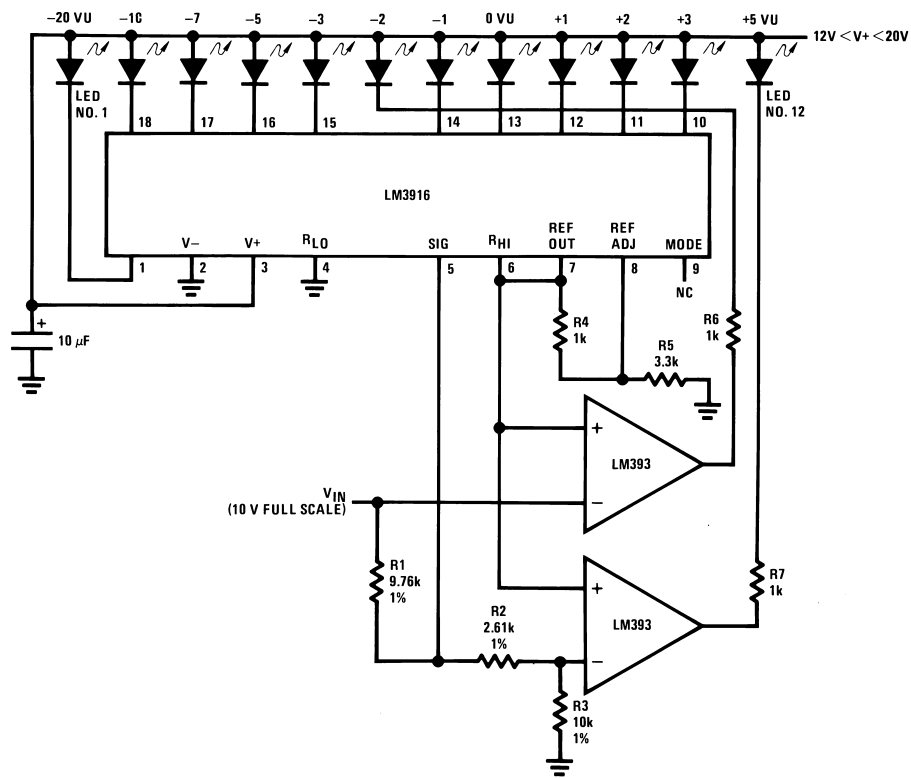 −20 VU −1C −7 −5 −3 −2 −1 0 VU +1 +2 +3 +5 VU
12V <V+ <20V
LED
NO. 1
LED
NO. 12
18 17 16 15 14 13 12 11 10
LM3916
V− V+ RLO SIG RHI REF OUT REF ADJ MODE
1 2 3 4 5 6 7 8 9
NC
+
10 μF
R4
1k
R5
3.3k
R6
1k
+
LM393
−
VIN
(10 V FULL SCALE)
R1
9.76k
1%
R2
2.61k
1%
+
LM393
−
R7
1k
R3
10k
1%